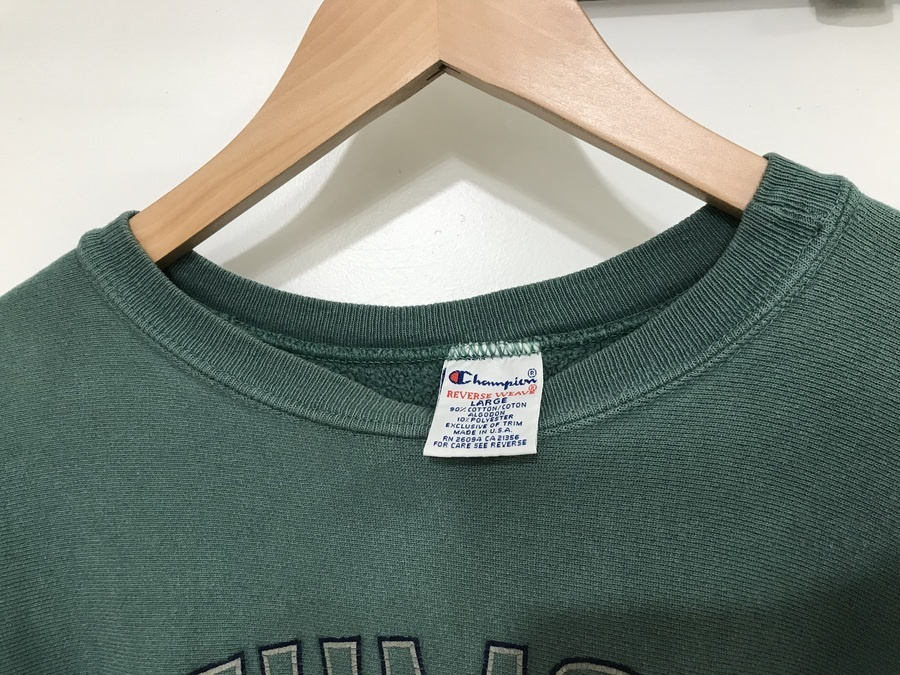 Champion®
REVERSE WEAVE®
LARGE
90% COTTON/COTON
ALGODON
10% POLYESTER
EXCLUSIVE OF TRIM
MADE IN U.S.A.
RN 26094 CA 21356
FOR CARE SEE REVERSE